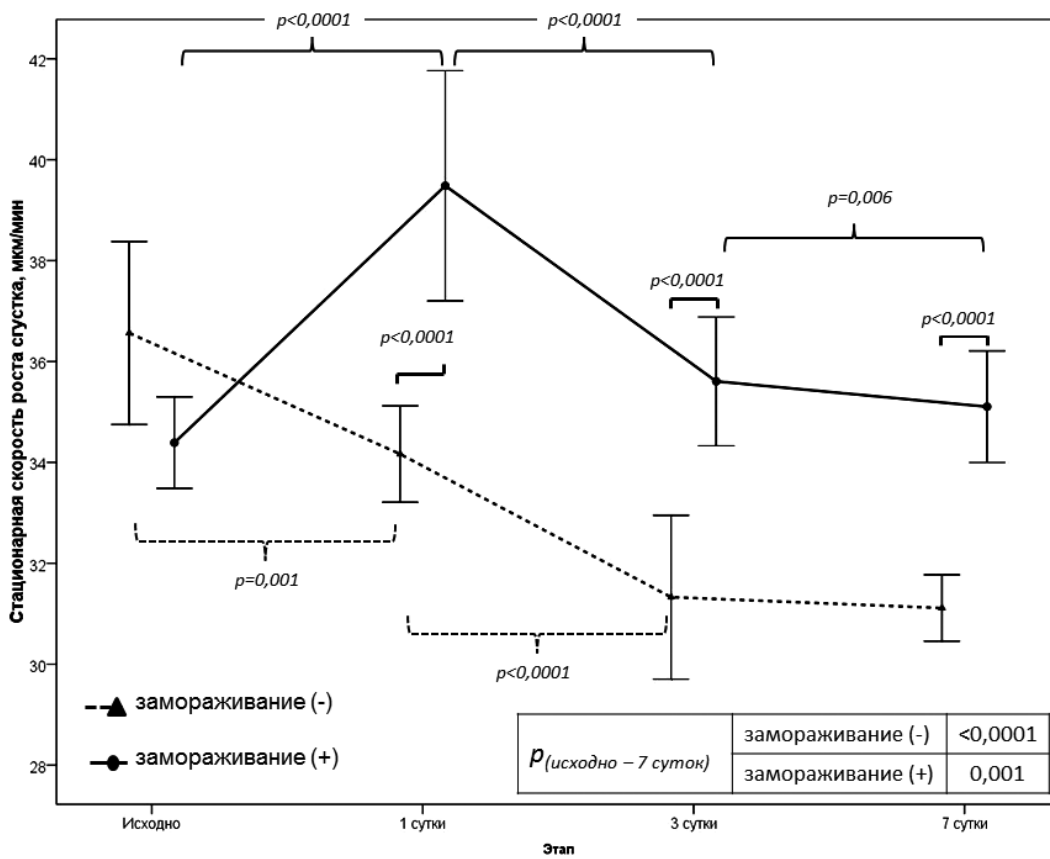 p<0,0001
p<0,0001
42
40
p=0,006
38
p<0,0001
p<0,0001
p<0,0001
36
34
32
p=0,001
p<0,0001
30
28
Стационарная скорость роста сгустка, мкм/мин
замораживание (-)
замораживание (+)
p(исходно – 7 суток)
замораживание (-) <0,0001
замораживание (+) 0,001
Исходно
1 сутки
3 сутки
7 сутки
Этап